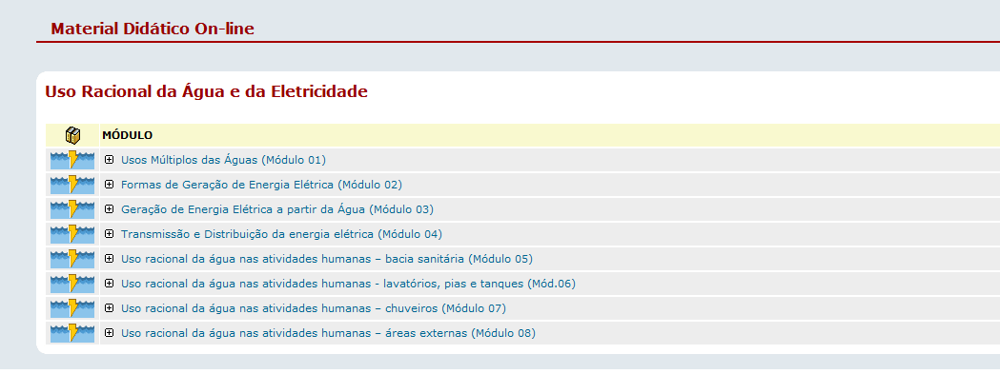 Material Didático On-line
Uso Racional da Água e da Eletricidade
MÓDULO
Usos Múltiplos das Águas (Módulo 01)
Formas de Geração de Energia Elétrica (Módulo 02)
Geração de Energia Elétrica a partir da Água (Módulo 03)
Transmissão e Distribuição da energia elétrica (Módulo 04)
Uso racional da água nas atividades humanas – bacia sanitária (Módulo 05)
Uso racional da água nas atividades humanas - lavatórios, pias e tanques (Mód.06)
Uso racional da água nas atividades humanas – chuveiros (Módulo 07)
Uso racional da água nas atividades humanas – áreas externas (Módulo 08)